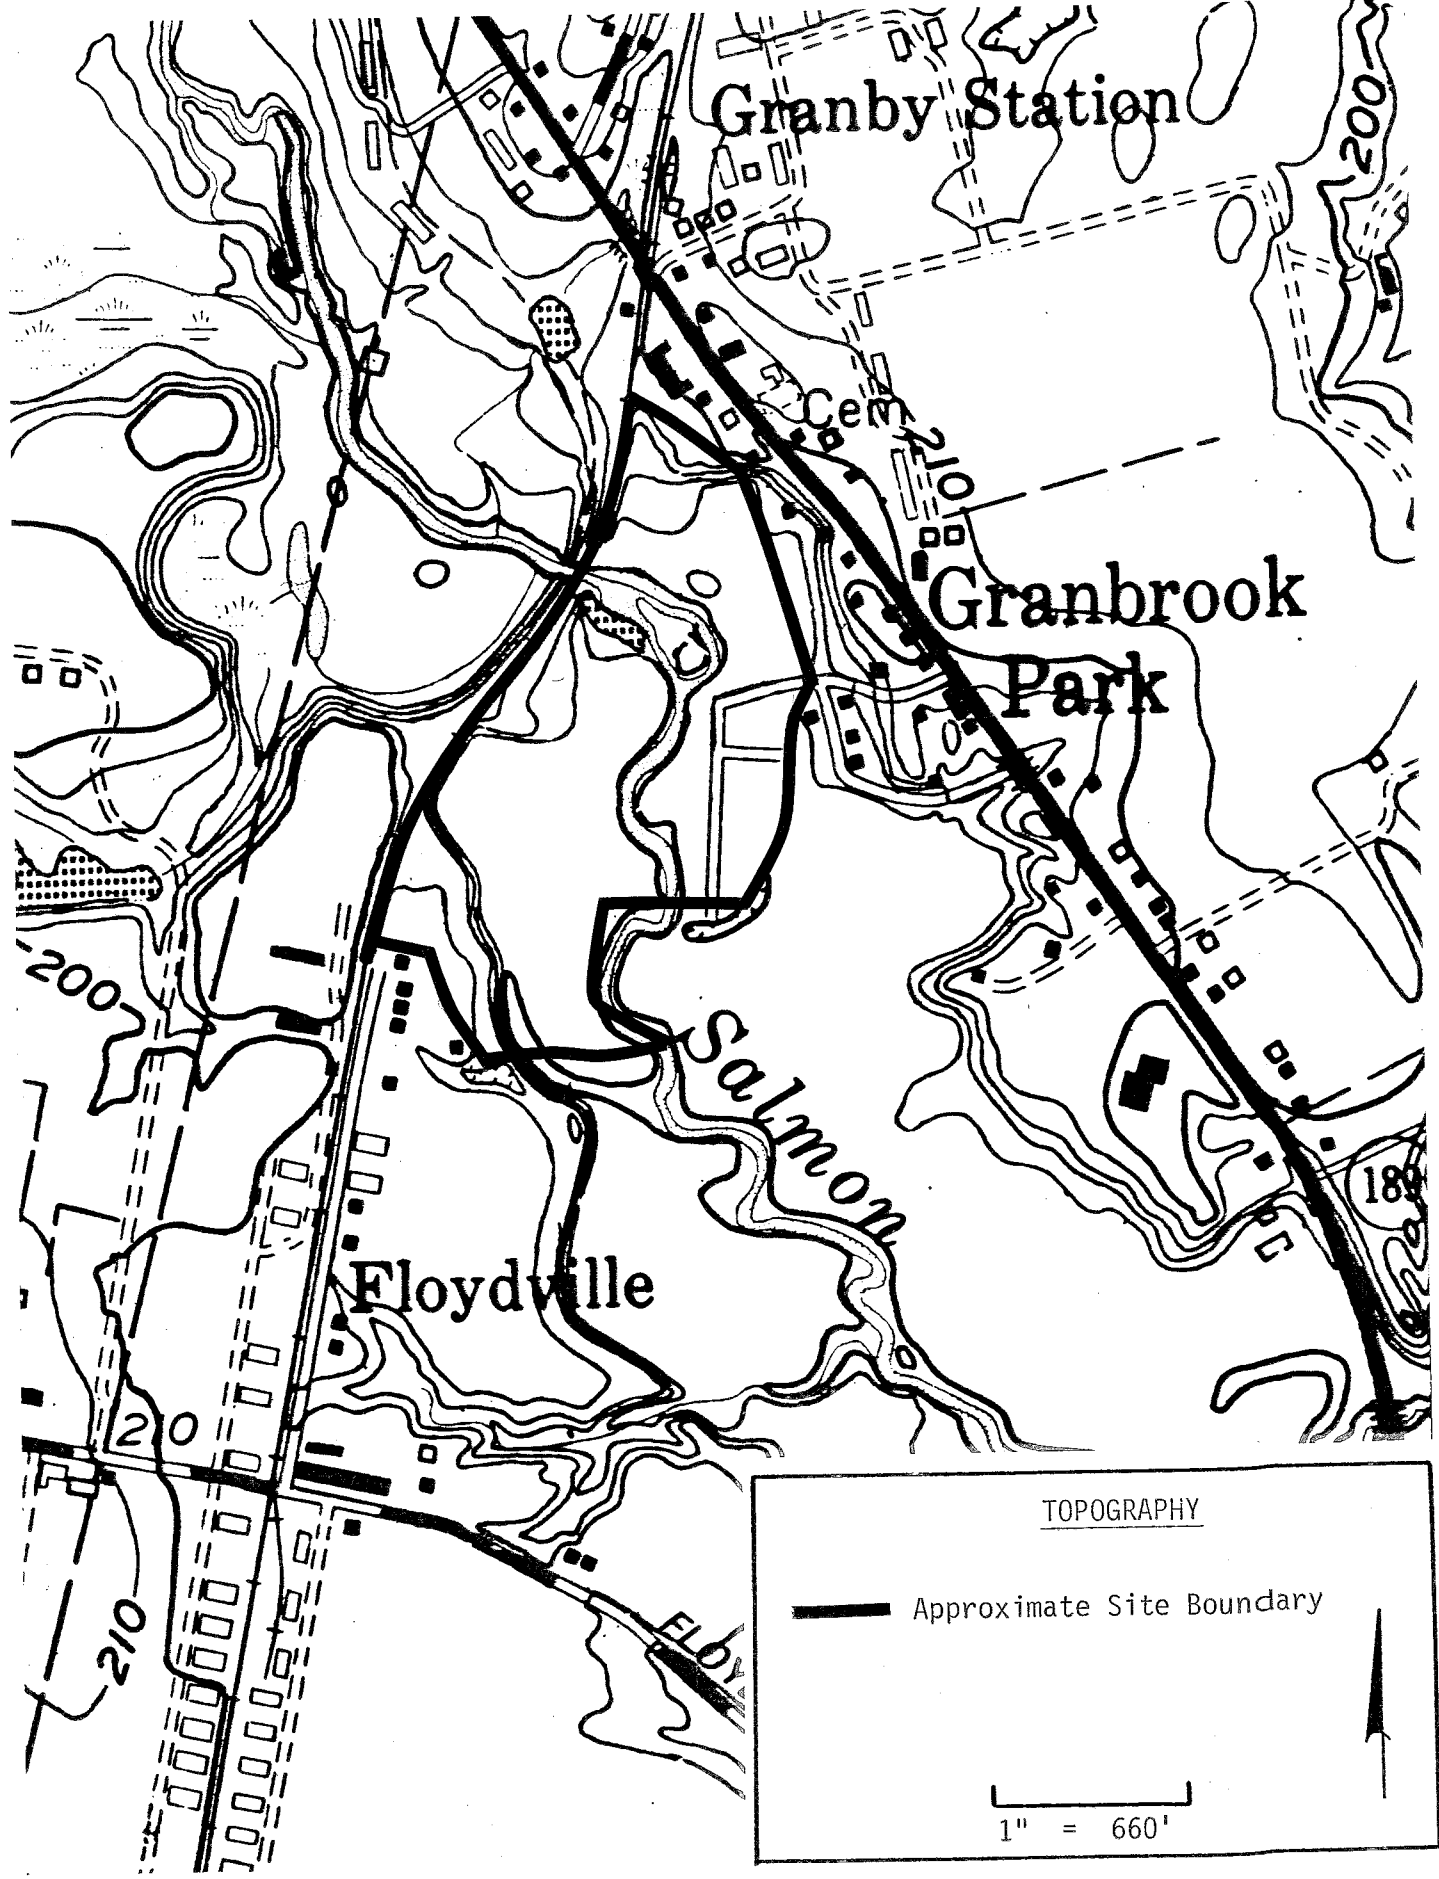 Granby Station
200
Cem
210
Granbrook
Park
200
Salmon
189
Floydville
210
210
FLOY
TOPOGRAPHY
Approximate Site Boundary
1" = 660'